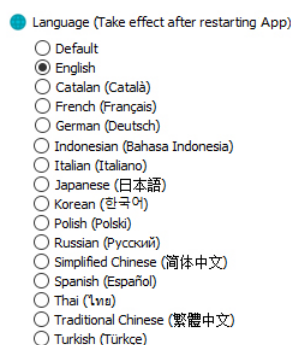 Language (Take effect after restarting App)
Default
English
Catalan (Català)
French (Français)
German (Deutsch)
Indonesian (Bahasa Indonesia)
Italian (Italiano)
Japanese (日本語)
Korean (한국어)
Polish (Polski)
Russian (Русский)
Simplified Chinese (简体中文)
Spanish (Español)
Thai (ไทย)
Traditional Chinese (繁體中文)
Turkish (Türkçe)